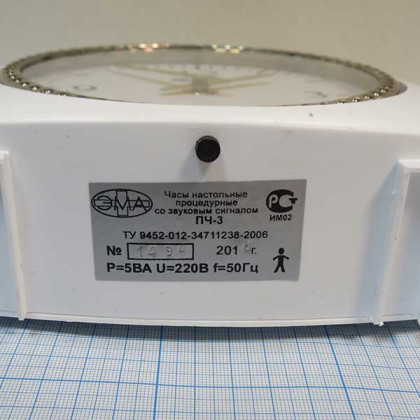 ЭМА
Часы настольные
процедурные
со звуковым сигналом
ПЧ-3
РСТ
ИМ02
ТУ 9452-012-34711238-2006
№
201 г.
Р=5ВА U=220В f=50Гц